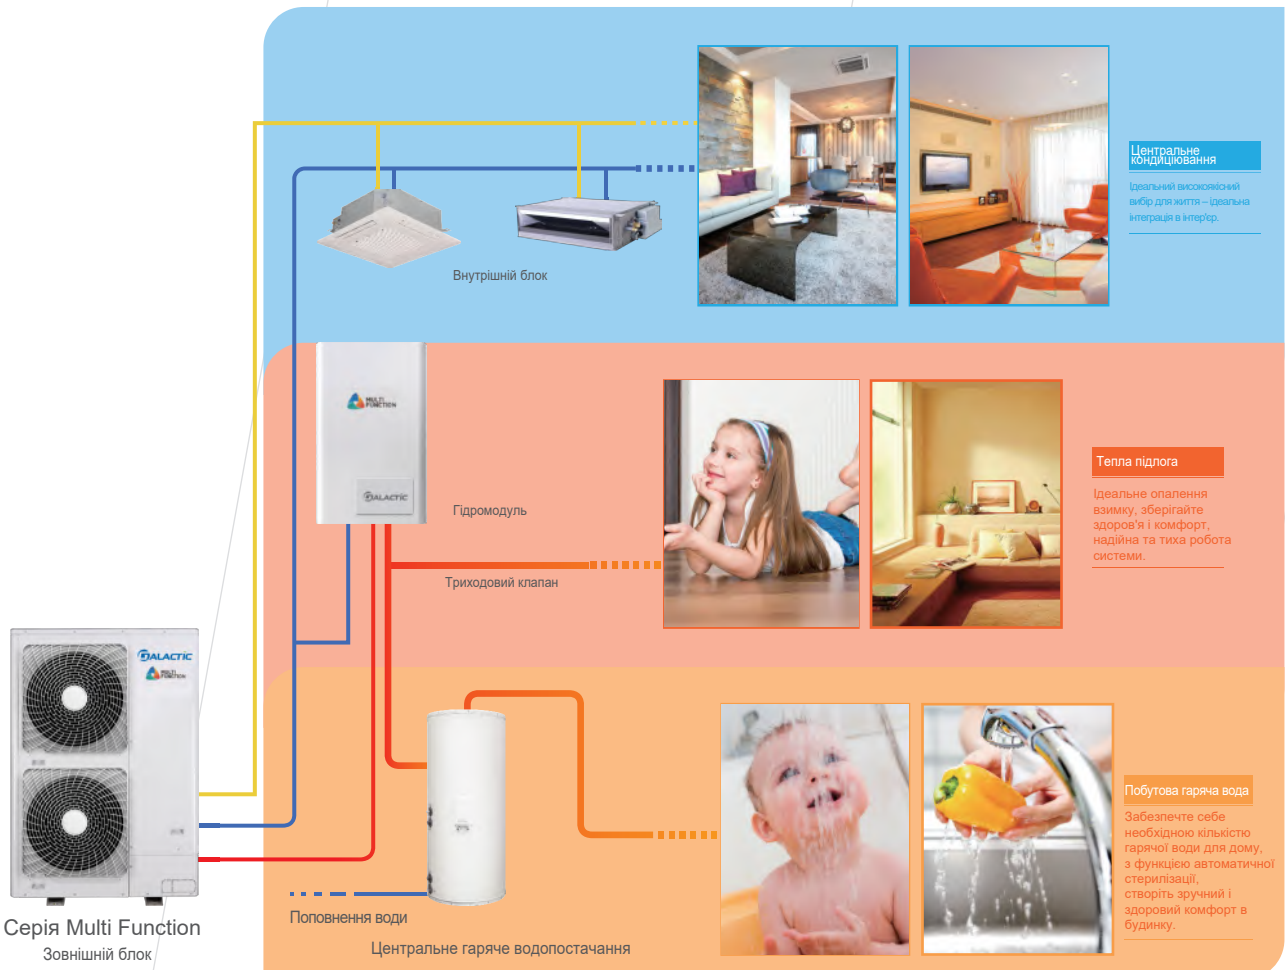 Центральне
кондиціювання
Ідеальний високоякісний
вибір для життя – ідеальна
інтеграція в інтер'єр.
Внутрішній блок
MULTI
FUNCTION
GALACTIC
Гідромодуль
Триходовий клапан
Тепла підлога
Ідеальне опалення
взимку, зберігайте
здоров'я і комфорт,
надійна та тиха робота
системи.
GALACTIC
MULTI
FUNCTION
Серія Multi Function
Зовнішній блок
Поповнення води
Центральне гаряче водопостачання
Побутова гаряча вода
Забезпечте себе
необхідною кількістю
гарячої води для дому,
з функцією автоматичної
стерилізації,
створіть зручний і
здоровий комфорт в
будинку.